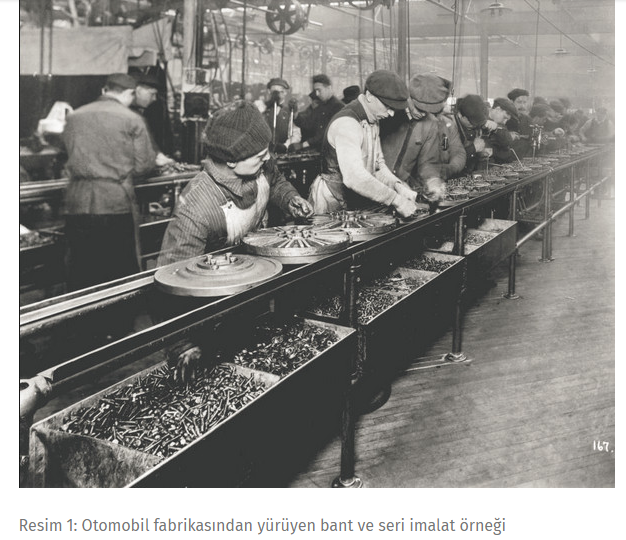 167.
Resim 1: Otomobil fabrikasından yürüyen bant ve seri imalat örneği